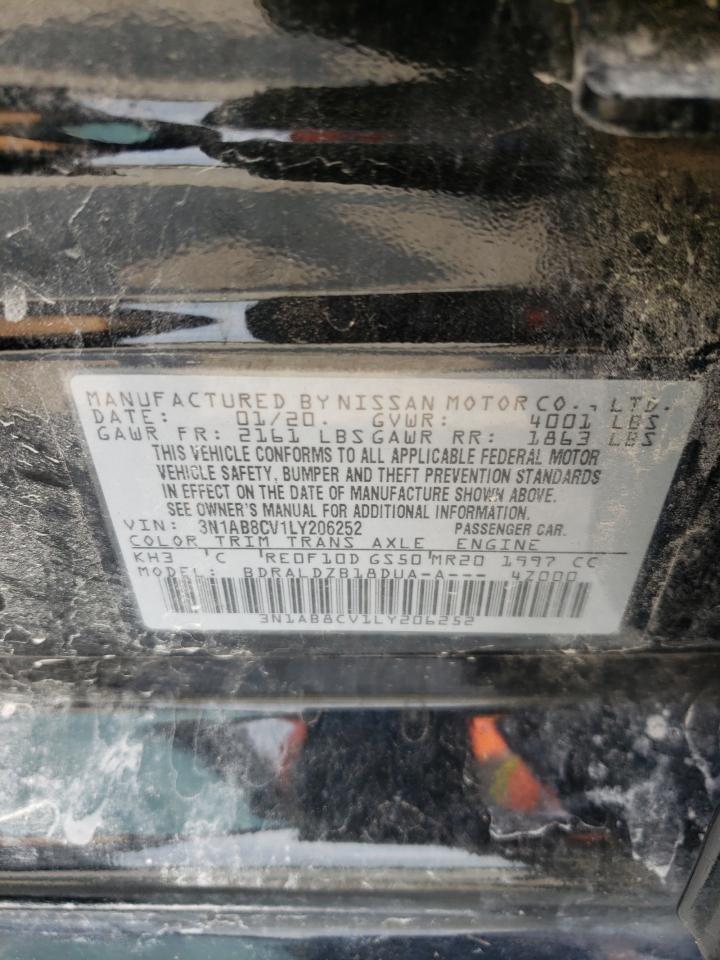 MANUFACTURED BY NISSAN MOTOR CO., LTD.
DATE: 01/20. GVWR: 4001 LBS
GAWR FR: 2161 LBS GAWR RR: 1863 LBS
THIS VEHICLE CONFORMS TO ALL APPLICABLE FEDERAL MOTOR
VEHICLE SAFETY, BUMPER AND THEFT PREVENTION STANDARDS
IN EFFECT ON THE DATE OF MANUFACTURE SHOWN ABOVE.
SEE OWNER'S MANUAL FOR ADDITIONAL INFORMATION.
VIN: 3N1AB8CV1LY206252 PASSENGER CAR.
COLOR TRIM TRANS AXLE ENGINE
KH3 'C 'RE0F10D GS50'MR20 1997 CC
MODEL: BDRALDZB18DUA-A--- 47000
3N1AB8CV1LY206252